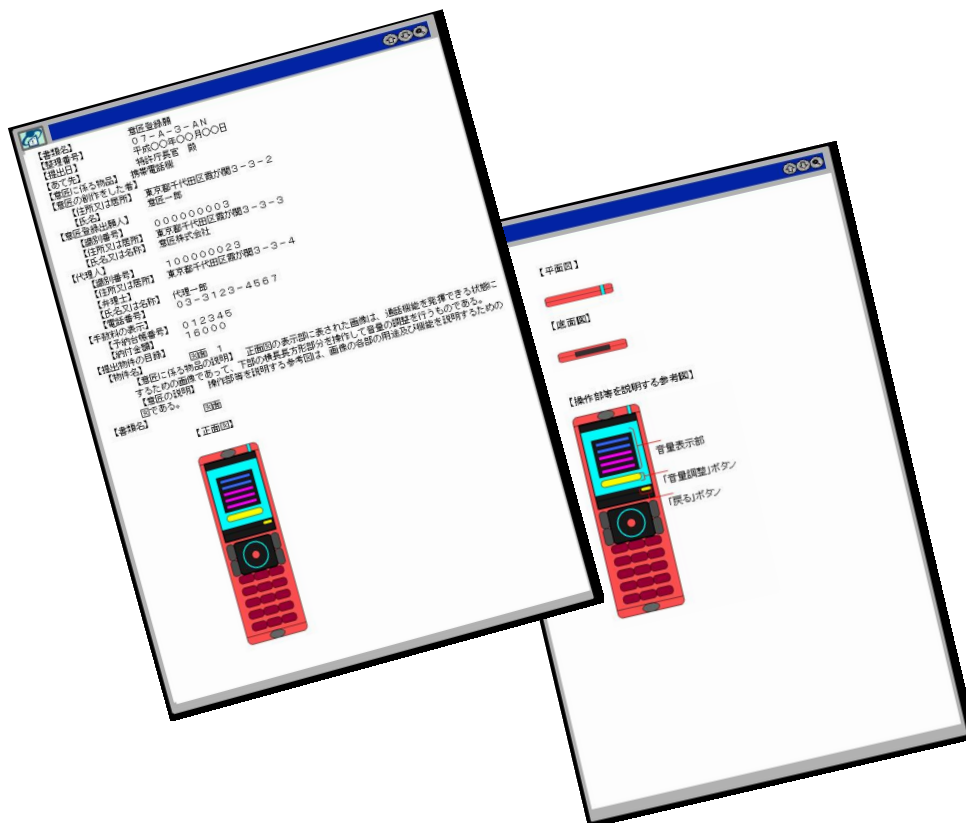 【書類名】 意匠登録願
【整理番号】 07-A-3-AN
【提出日】 平成〇〇年〇〇月〇〇日
【あて先】 特許庁長官 殿
【意匠に係る物品】 携帯電話機
【意匠の創作をした者】
【住所又は居所】 東京都千代田区霞が関3-3-2
【氏名】 意匠一郎
【意匠登録出願人】
【識別番号】 000000003
【住所又は居所】 東京都千代田区霞が関3-3-3
【氏名又は名称】 意匠株式会社
【代理人】
【識別番号】 100000023
【住所又は居所】 東京都千代田区霞が関3-3-4
【弁理士】
【氏名又は名称】 代理一郎
【電話番号】 03-3123-4567
【手数料の表示】
【予納台帳番号】 012345
【納付金額】 16000
【提出物件の目録】
【物件名】 図面 1
【意匠に係る物品の説明】 正面図の表示部に表された画像は、通話機能を発揮できる状態に
するための画像であって、下部の横長長方形部分を操作して音量の調整を行うものである。
【意匠の説明】 操作部等を説明する参考図は、画像の各部の用途及び機能を説明するための
図である。
【書類名】 図面
【正面図】
【平面図】
【底面図】
【操作部等を説明する参考図】
音量表示部
「音量調整」ボタン
「戻る」ボタン